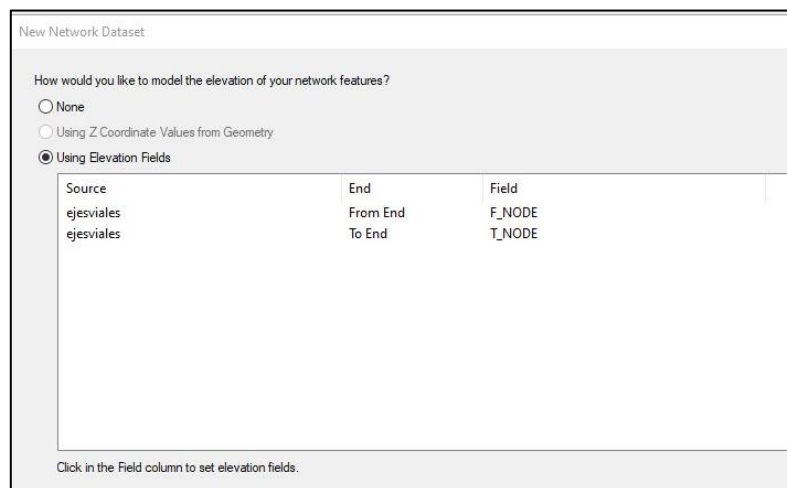 New Network Dataset
How would you like to model the elevation of your network features?
None
Using Z Coordinate Values from Geometry
Using Elevation Fields
Source End Field
ejesviales From End F_NODE
ejesviales To End T_NODE
Click in the Field column to set elevation fields.